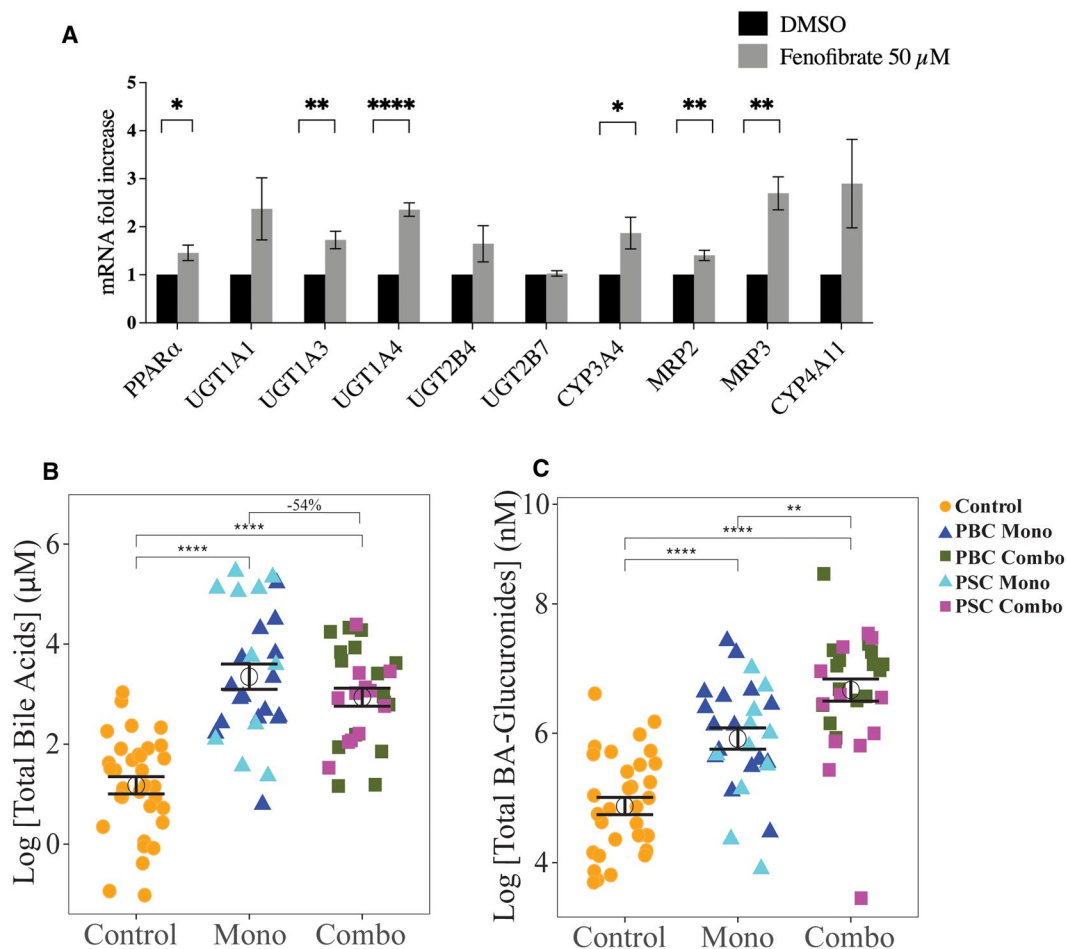 A
DMSO
Fenofibrate 50 µM
mRNA fold increase
5
4
3
2
1
0
* ** **** * ** **
PPARα UGT1A1 UGT1A3 UGT1A4 UGT2B4 UGT2B7 CYP3A4 MRP2 MRP3 CYP4A11
B
Log [Total Bile Acids] (µM)
6
4
2
0
-54%
****
****
Control Mono Combo
C
Log [Total BA-Glucuronides] (nM)
10
8
6
4
**
****
****
Control Mono Combo
Control
PBC Mono
PBC Combo
PSC Mono
PSC Combo